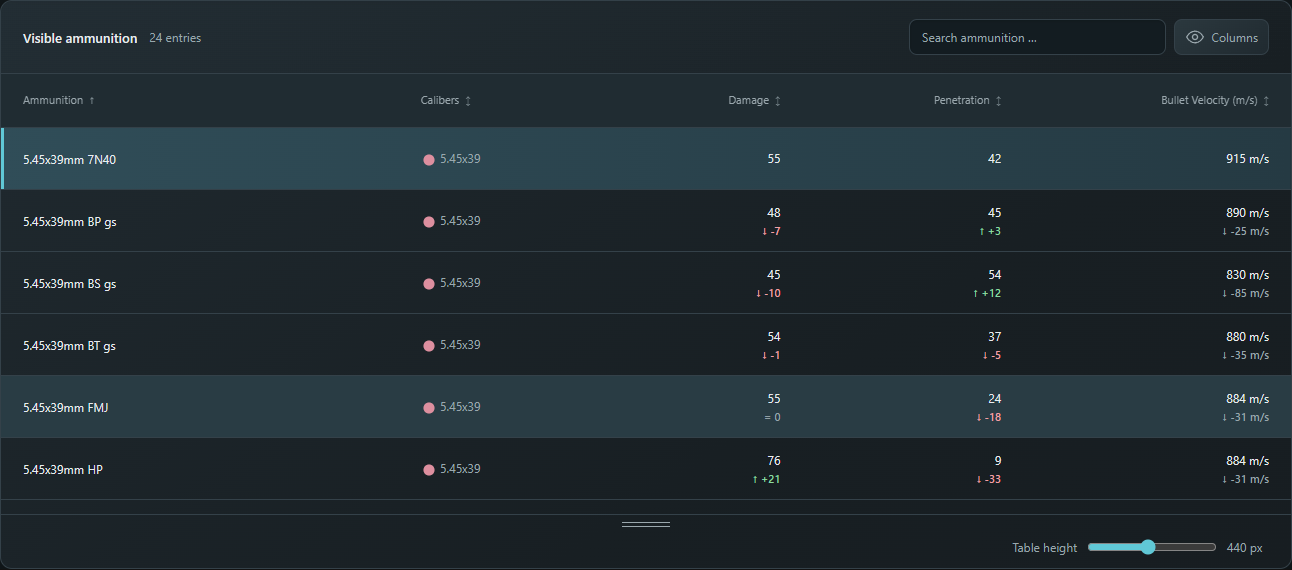 Visible ammunition 24 entries Search ammunition ... Columns
Ammunition ↑ Calibers ↕ Damage ↕ Penetration ↕ Bullet Velocity (m/s) ↕
5.45x39mm 7N40 5.45x39 55 42 915 m/s
5.45x39mm BP gs 5.45x39 48 45 890 m/s
↓ -7 ↑ +3 ↓ -25 m/s
5.45x39mm BS gs 5.45x39 45 54 830 m/s
↓ -10 ↑ +12 ↓ -85 m/s
5.45x39mm BT gs 5.45x39 54 37 880 m/s
↓ -1 ↓ -5 ↓ -35 m/s
5.45x39mm FMJ 5.45x39 55 24 884 m/s
= 0 ↓ -18 ↓ -31 m/s
5.45x39mm HP 5.45x39 76 9 884 m/s
↑ +21 ↓ -33 ↓ -31 m/s
Table height 440 px